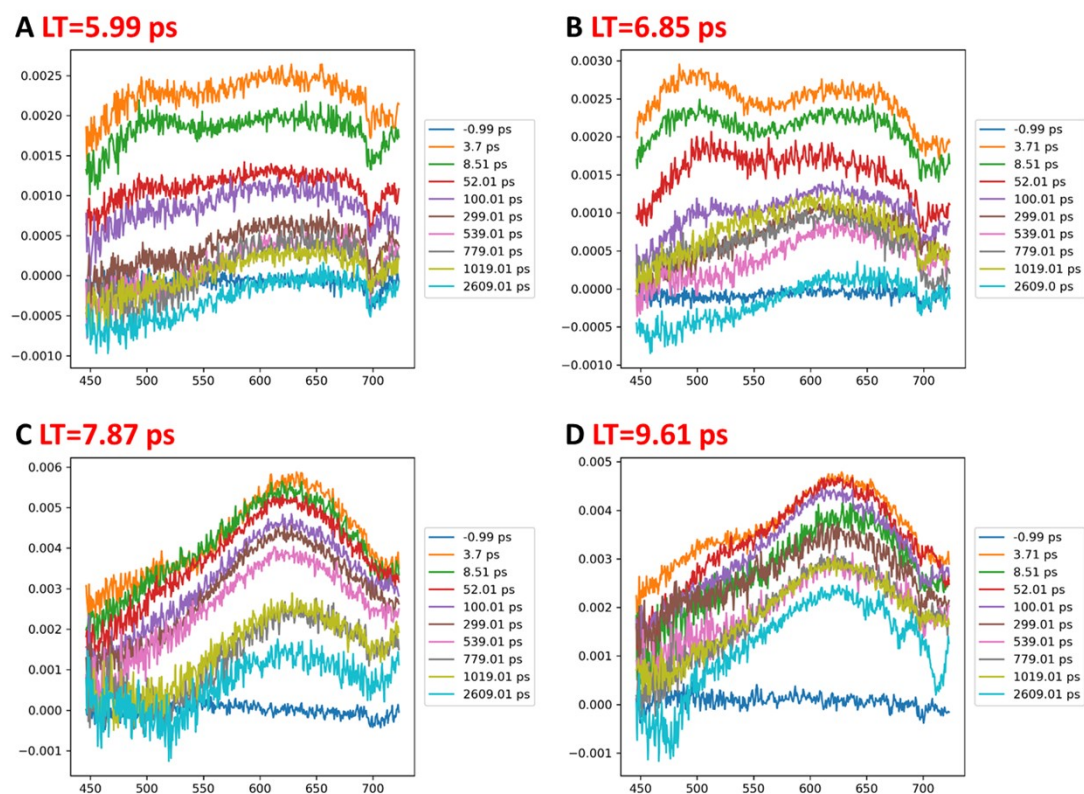 A LT=5.99 ps
0.0025
0.0020
0.0015
0.0010
0.0005
0.0000
−0.0005
−0.0010
450 500 550 600 650 700
-0.99 ps
3.7 ps
8.51 ps
52.01 ps
100.01 ps
299.01 ps
539.01 ps
779.01 ps
1019.01 ps
2609.01 ps
B LT=6.85 ps
0.0030
0.0025
0.0020
0.0015
0.0010
0.0005
0.0000
−0.0005
−0.0010
450 500 550 600 650 700
-0.99 ps
3.71 ps
8.51 ps
52.01 ps
100.01 ps
299.01 ps
539.01 ps
779.01 ps
1019.01 ps
2609.0 ps
C LT=7.87 ps
0.006
0.005
0.004
0.003
0.002
0.001
0.000
−0.001
450 500 550 600 650 700
-0.99 ps
3.7 ps
8.51 ps
52.01 ps
100.01 ps
299.01 ps
539.01 ps
779.01 ps
1019.01 ps
2609.01 ps
D LT=9.61 ps
0.005
0.004
0.003
0.002
0.001
0.000
−0.001
450 500 550 600 650 700
-0.99 ps
3.71 ps
8.51 ps
52.01 ps
100.01 ps
299.01 ps
539.01 ps
779.01 ps
1019.01 ps
2609.01 ps